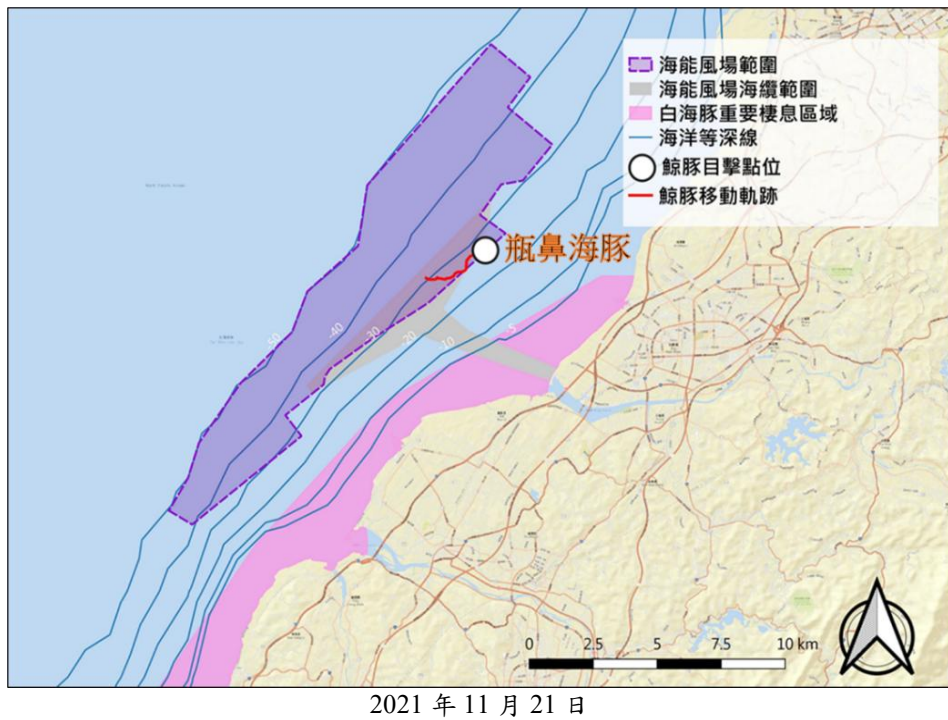 海能風場範圍
海能風場海纜範圍
白海豚重要棲息區域
海洋等深線
鯨豚目擊點位
鯨豚移動軌跡
瓶鼻海豚
-50
-40
-30
-20
-10
-5
0 2.5 5 7.5 10 km
2021 年 11 月 21 日